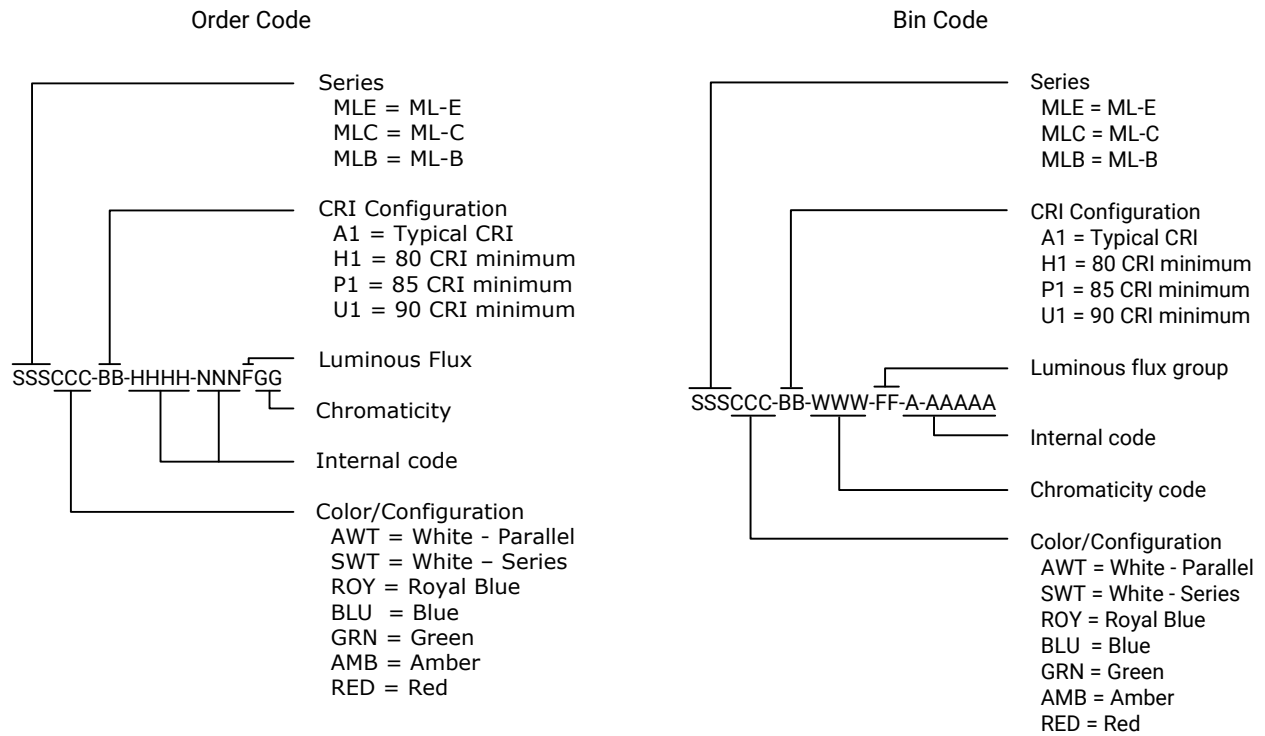 Order Code
Series
MLE = ML-E
MLC = ML-C
MLB = ML-B
CRI Configuration
A1 = Typical CRI
H1 = 80 CRI minimum
P1 = 85 CRI minimum
U1 = 90 CRI minimum
Luminous Flux
SSSCCC-BB-HHHH-NNNFGG
Chromaticity
Internal code
Color/Configuration
AWT = White - Parallel
SWT = White – Series
ROY = Royal Blue
BLU = Blue
GRN = Green
AMB = Amber
RED = Red
Bin Code
Series
MLE = ML-E
MLC = ML-C
MLB = ML-B
CRI Configuration
A1 = Typical CRI
H1 = 80 CRI minimum
P1 = 85 CRI minimum
U1 = 90 CRI minimum
Luminous flux group
SSSCCC-BB-WWW-FF-A-AAAAA
Internal code
Chromaticity code
Color/Configuration
AWT = White - Parallel
SWT = White - Series
ROY = Royal Blue
BLU = Blue
GRN = Green
AMB = Amber
RED = Red